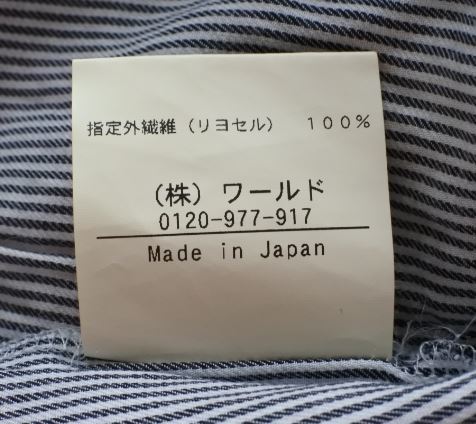 指定外繊維（リヨセル）　１００％
（株）ワールド
0120-977-917
Made in Japan